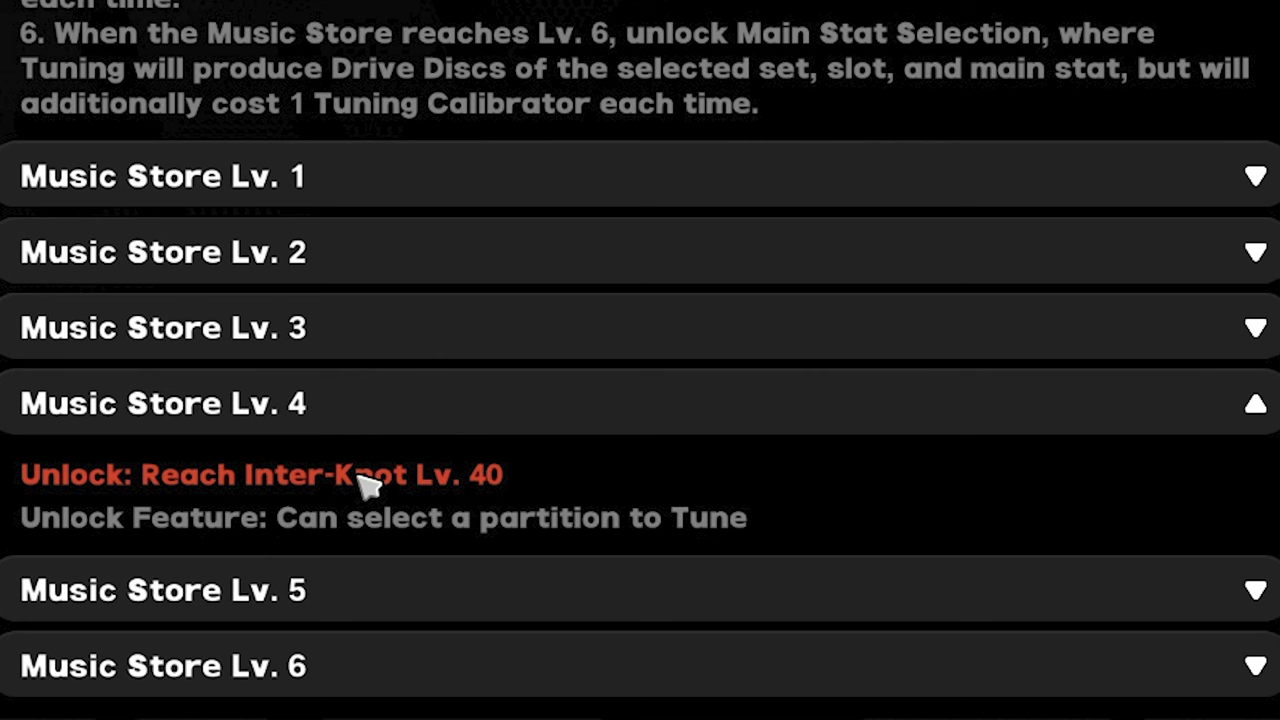 each time.
6. When the Music Store reaches Lv. 6, unlock Main Stat Selection, where
Tuning will produce Drive Discs of the selected set, slot, and main stat, but will
additionally cost 1 Tuning Calibrator each time.
Music Store Lv. 1
Music Store Lv. 2
Music Store Lv. 3
Music Store Lv. 4
Unlock: Reach Inter-Knot Lv. 40
Unlock Feature: Can select a partition to Tune
Music Store Lv. 5
Music Store Lv. 6